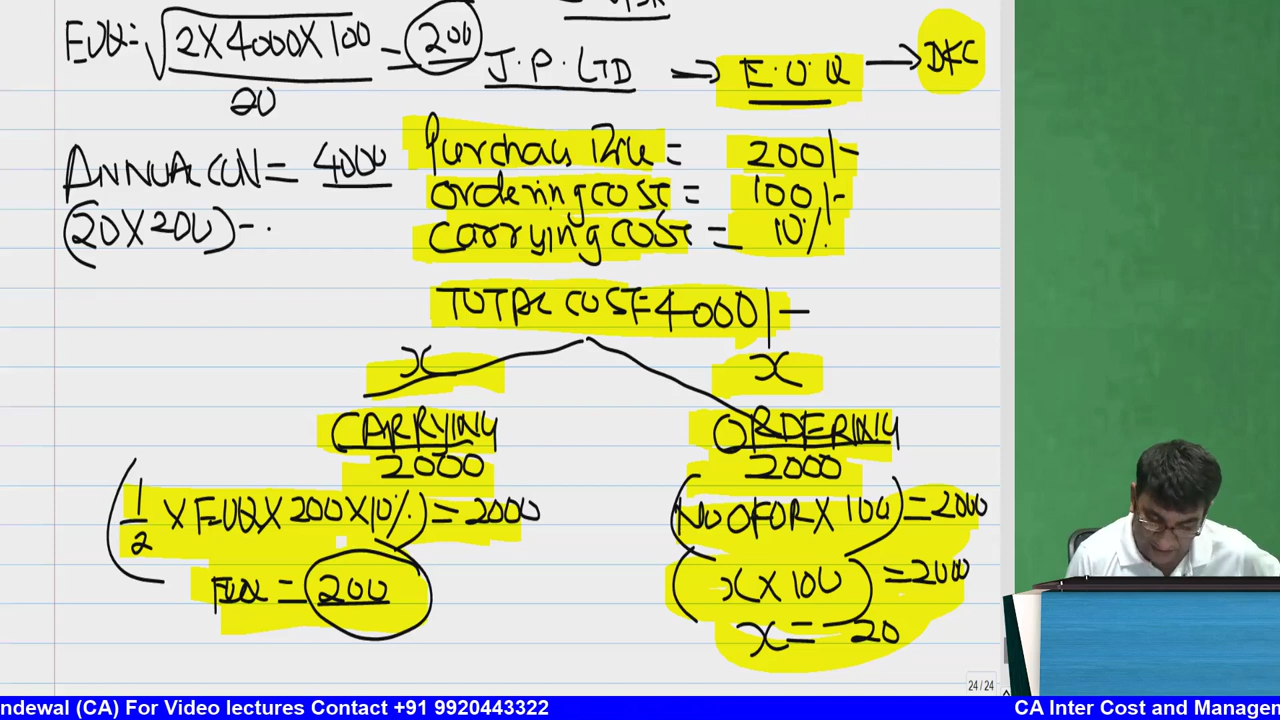 EOQ = √2X4000X100 = 200
20
J.P.LTD → E.O.Q →
ANNUAL CON = 4000
(20X200) -
Purchas Price = 200/-
ordering cost = 100/-
carrying cost = 10%
TOTAL COST = 4000/-
x x
CARRYING ORDERING
2000 2000
(1/2 X EOQ X 200 X 10%) = 2000
(NO OF OR X 100) = 2000
EOQ = 200
(x X 100) = 2000
x = 20
24 / 24
ndewal (CA) For Video lectures Contact +91 9920443322
CA Inter Cost and Managen